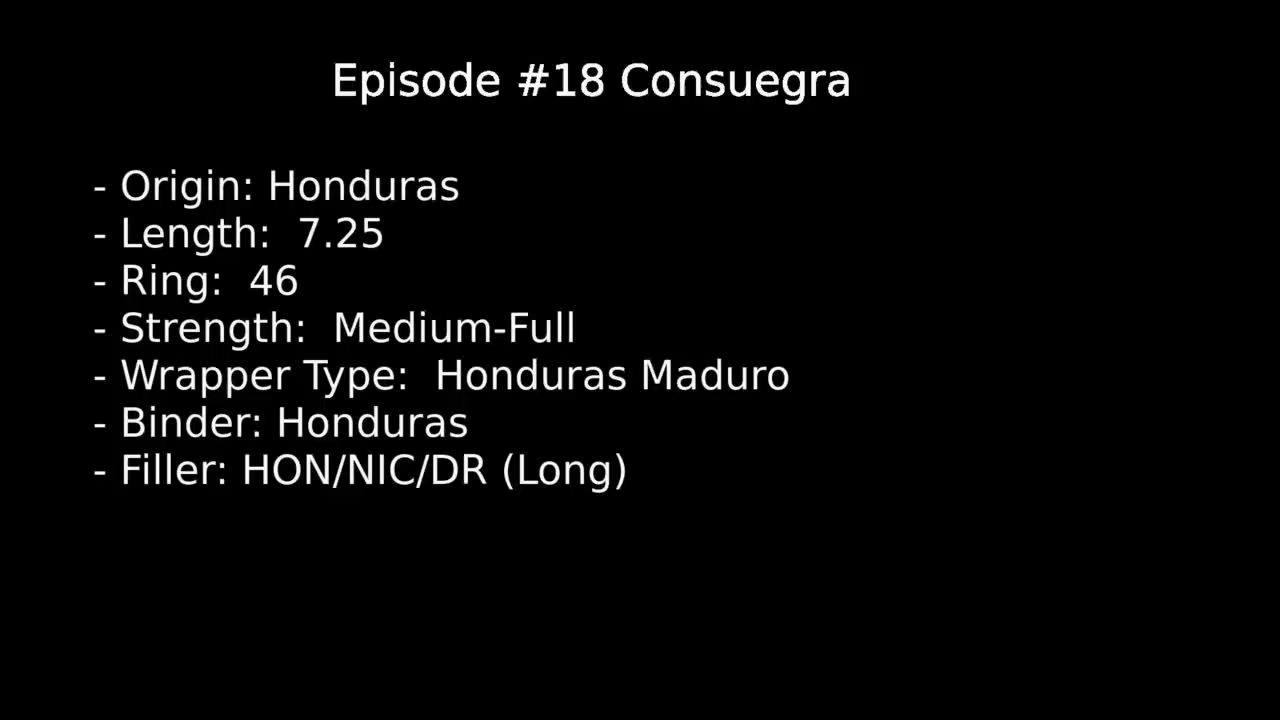 Episode #18 Consuegra
- Origin: Honduras
- Length:  7.25
- Ring:  46
- Strength:  Medium-Full
- Wrapper Type:  Honduras Maduro
- Binder: Honduras
- Filler: HON/NIC/DR (Long)